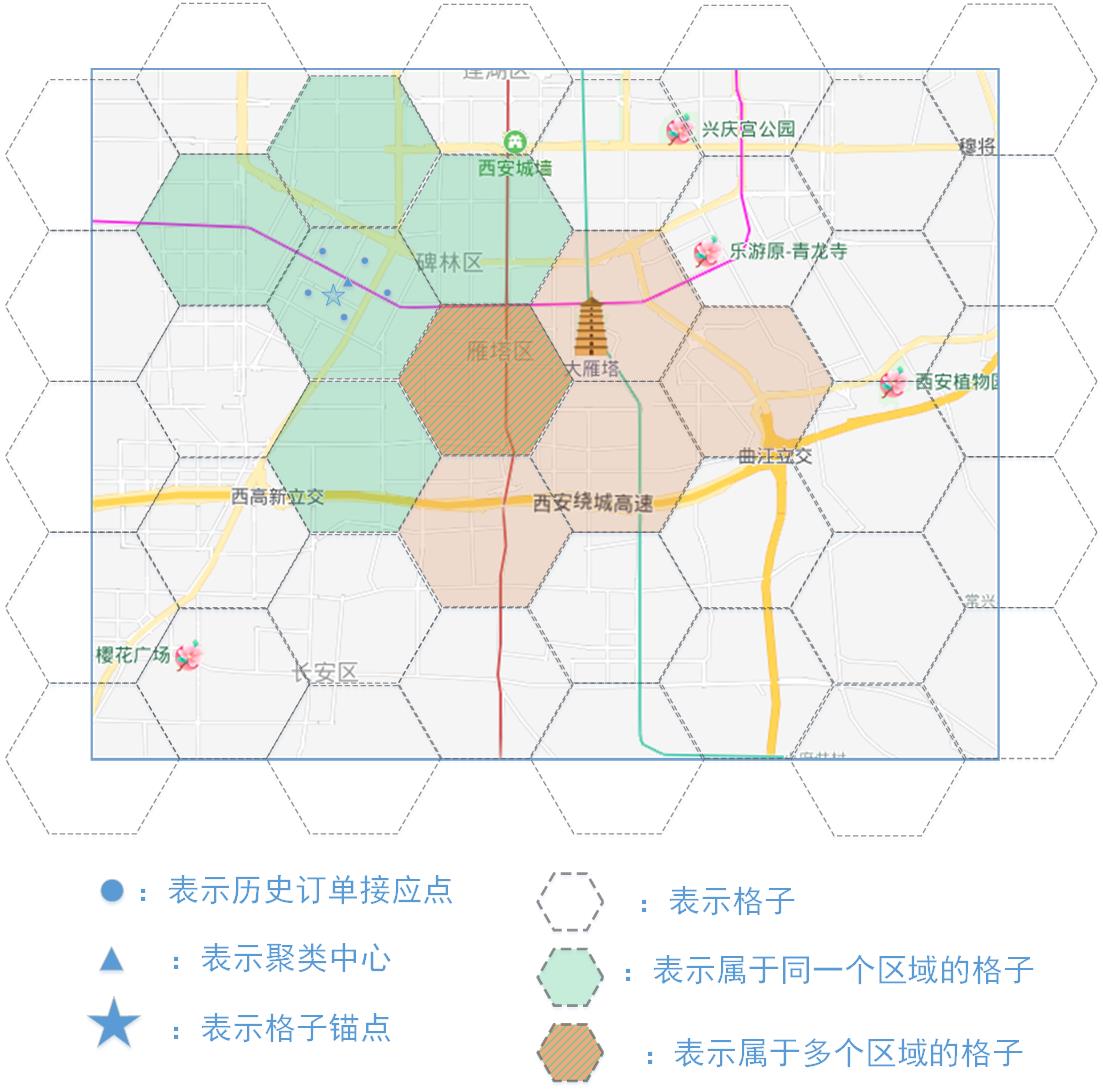 莲湖区
兴庆宫公园
穆将
西安城墙
乐游原-青龙寺
碑林区
雁塔区
大雁塔
西安植物园
曲江立交
西高新立交
西安绕城高速
常兴
樱花广场
长安区
：表示历史订单接应点
：表示格子
：表示聚类中心
：表示属于同一个区域的格子
：表示格子锚点
：表示属于多个区域的格子